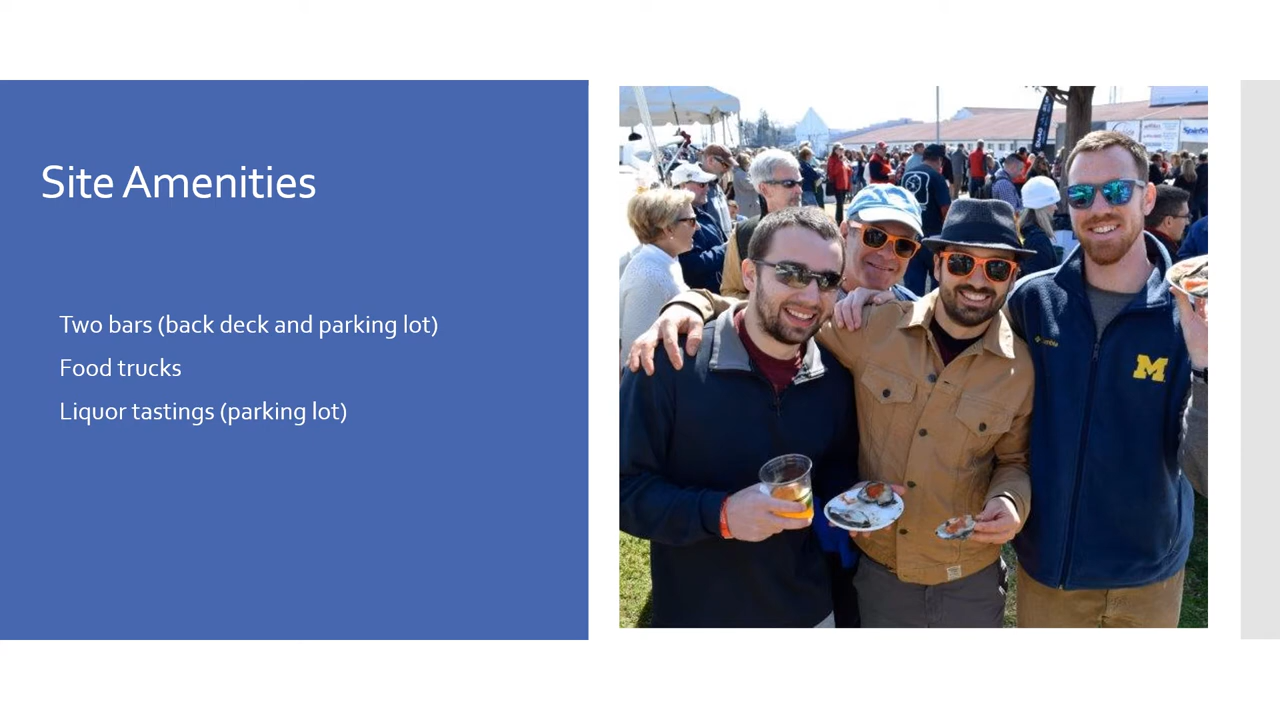 Site Amenities
Two bars (back deck and parking lot)
Food trucks
Liquor tastings (parking lot)
M